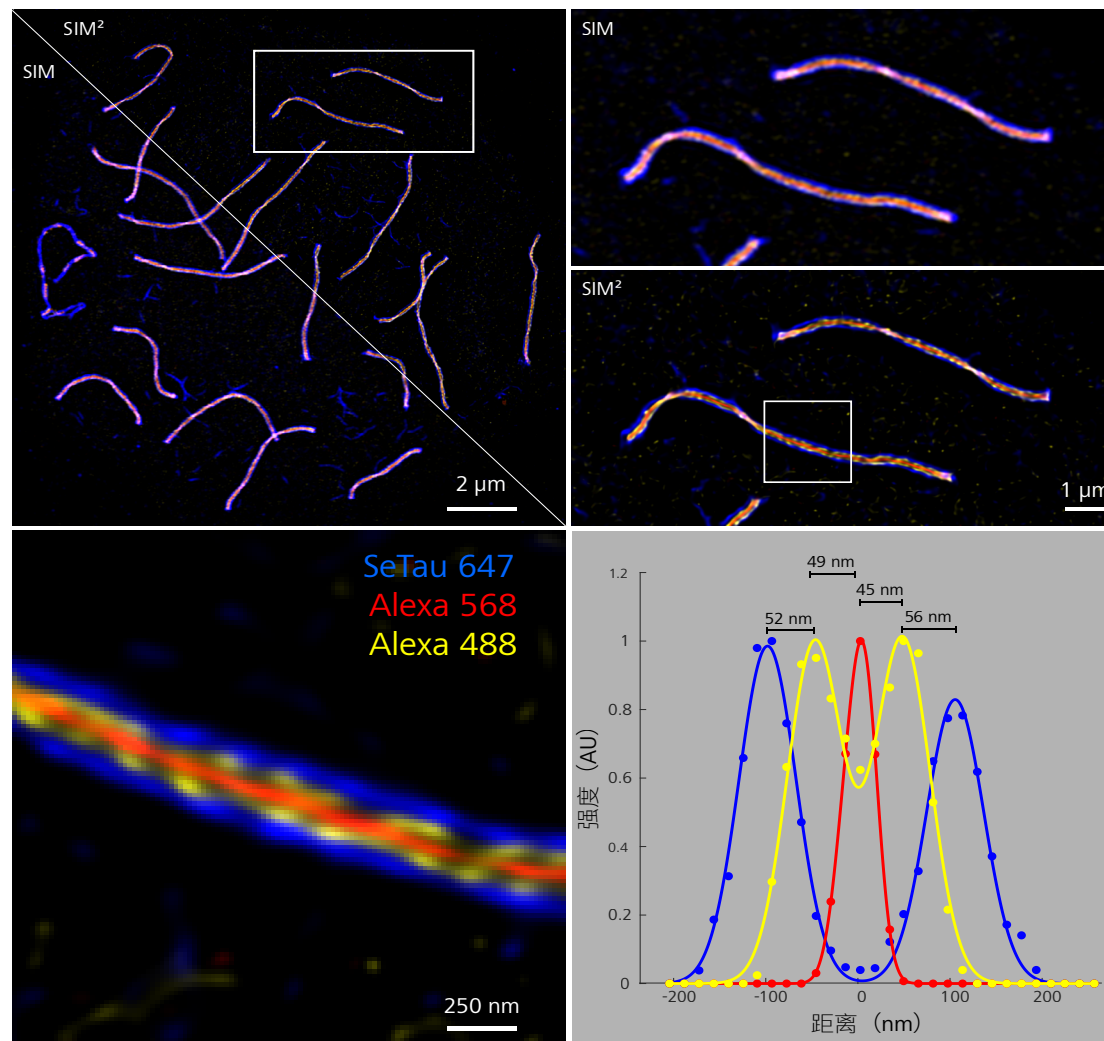 SIM²
SIM
2 µm
SIM
SIM²
1 µm
SeTau 647
Alexa 568
Alexa 488
250 nm
49 nm
45 nm
52 nm
56 nm
1.2
1
0.8
0.6
0.4
0.2
0
强度（AU）
-200
-100
0
100
200
距离（nm）